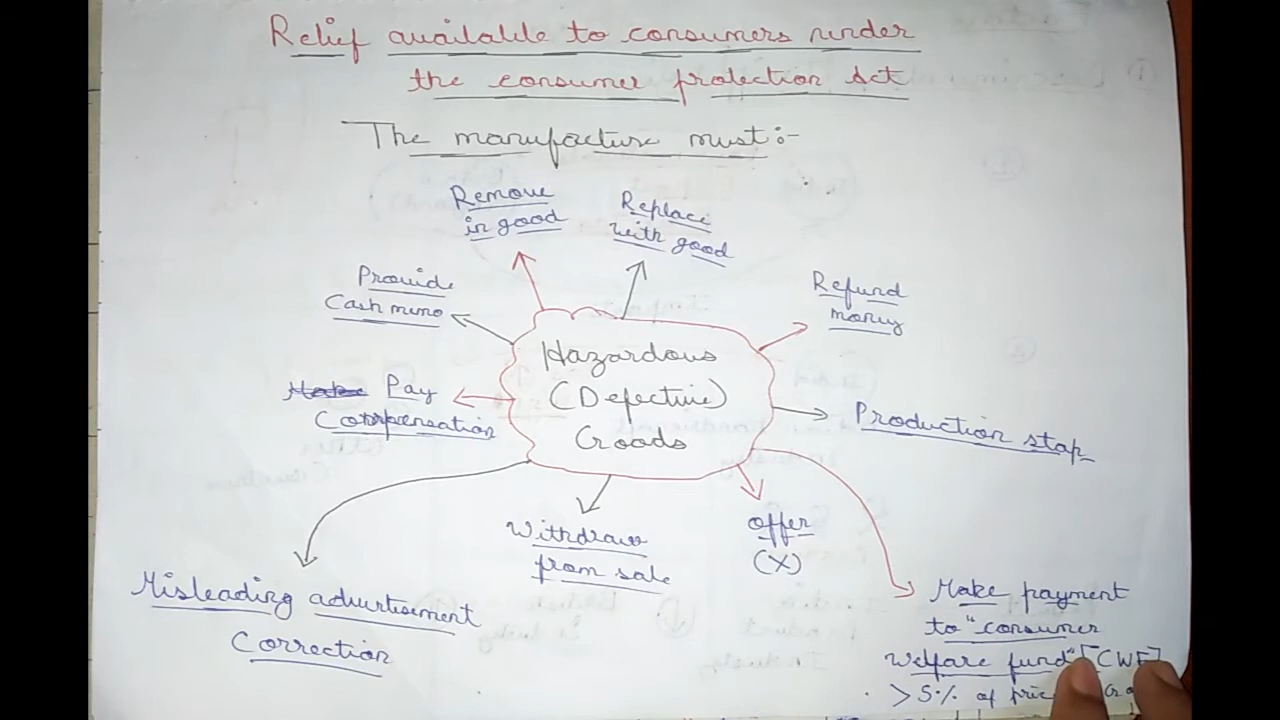 Relief available to consumers under
the consumer protection Act
The manufacture must:-
Remove
in good
Replace
with good
Provide
Cash memo
Refund
money
Hazardous
(Defective)
Goods
Pay
Compensation
Production stop
Withdraw
from sale
Offer
(X)
Misleading advertisement
Correction
Make payment
to "consumer
Welfare fund" [CWF]
> 5% of